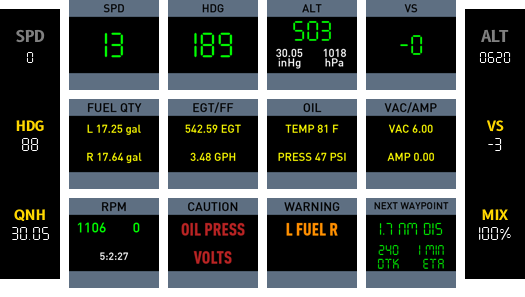 SPD
0
HDG
88
QNH
30.05
SPD
13
HDG
189
ALT
503
30.05 1018
inHg hPa
VS
-0
FUEL QTY
L 17.25 gal
R 17.64 gal
EGT/FF
542.59 EGT
3.48 GPH
OIL
TEMP 81 F
PRESS 47 PSI
VAC/AMP
VAC 6.00
AMP 0.00
RPM
1106 0
5:2:27
CAUTION
OIL PRESS
VOLTS
WARNING
L FUEL R
NEXT WAYPOINT
1.7 NM DIS
240 1 MIN
DTK ETA
ALT
0620
VS
-3
MIX
100%